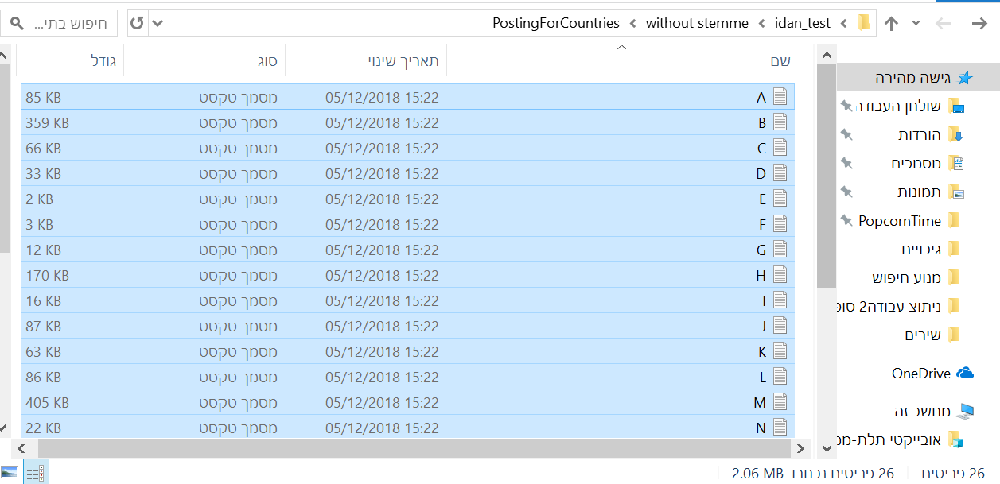 PostingForCountries › without stemme › idan_test
חיפוש בתי...
שם תאריך שינוי סוג גודל
A 05/12/2018 15:22 מסמך טקסט 85 KB
B 05/12/2018 15:22 מסמך טקסט 359 KB
C 05/12/2018 15:22 מסמך טקסט 66 KB
D 05/12/2018 15:22 מסמך טקסט 33 KB
E 05/12/2018 15:22 מסמך טקסט 2 KB
F 05/12/2018 15:22 מסמך טקסט 3 KB
G 05/12/2018 15:22 מסמך טקסט 12 KB
H 05/12/2018 15:22 מסמך טקסט 170 KB
I 05/12/2018 15:22 מסמך טקסט 16 KB
J 05/12/2018 15:22 מסמך טקסט 87 KB
K 05/12/2018 15:22 מסמך טקסט 63 KB
L 05/12/2018 15:22 מסמך טקסט 86 KB
M 05/12/2018 15:22 מסמך טקסט 405 KB
N 05/12/2018 15:22 מסמך טקסט 22 KB
גישה מהירה
שולחן העבודה
הורדות
מסמכים
תמונות
PopcornTime
גיבויים
מנוע חיפוש
ניתוצ עבודה2 סופ
שירים
OneDrive
מחשב זה
אובייקטי תלת-ממ
26 פריטים 26 פריטים נבחרו 2.06 MB